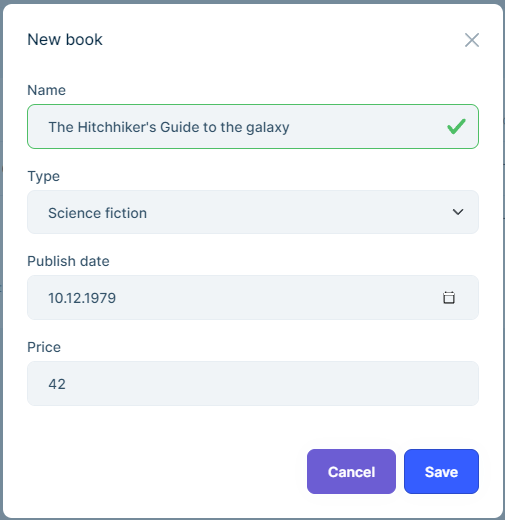 New book
Name
The Hitchhiker's Guide to the galaxy
Type
Science fiction
Publish date
10.12.1979
Price
42
Cancel Save